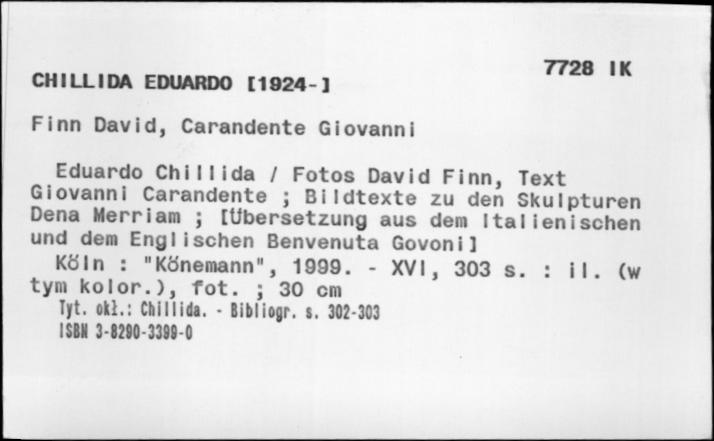 7728 IK
CHILLIDA EDUARDO [1924-]
Finn David, Carandente Giovanni
Eduardo Chillida / Fotos David Finn, Text
Giovanni Carandente ; Bildtexte zu den Skulpturen
Dena Merriam ; [Übersetzung aus dem Italienischen
und dem Englischen Benvenuta Govoni]
Köln : "Könemann", 1999. - XVI, 303 s. : il. (w
tym kolor.), fot. ; 30 cm
Tyt. okł.: Chillida. - Bibliogr. s. 302-303
ISBN 3-8290-3399-0